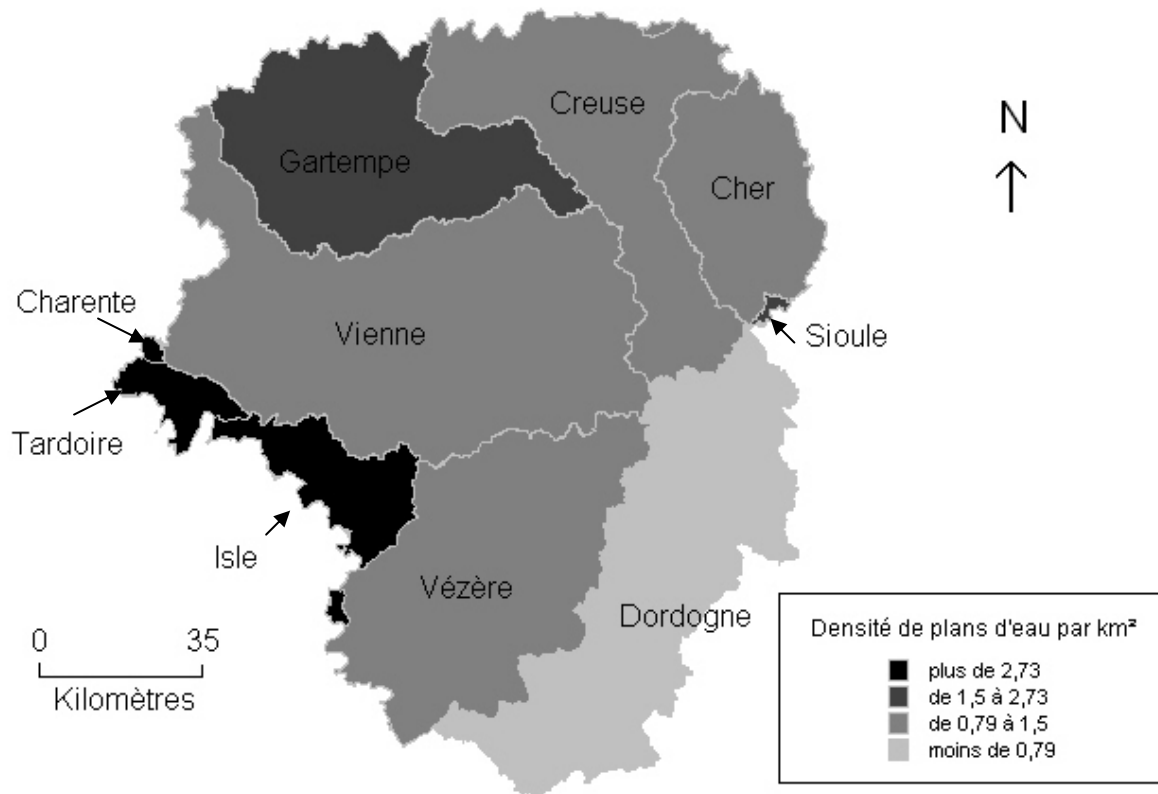 Creuse
N
Gartempe
Cher
Charente
Vienne
Sioule
Tardoire
Isle
Vézère
Dordogne
0 35
Kilomètres
Densité de plans d'eau par km²
plus de 2,73
de 1,5 à 2,73
de 0,79 à 1,5
moins de 0,79